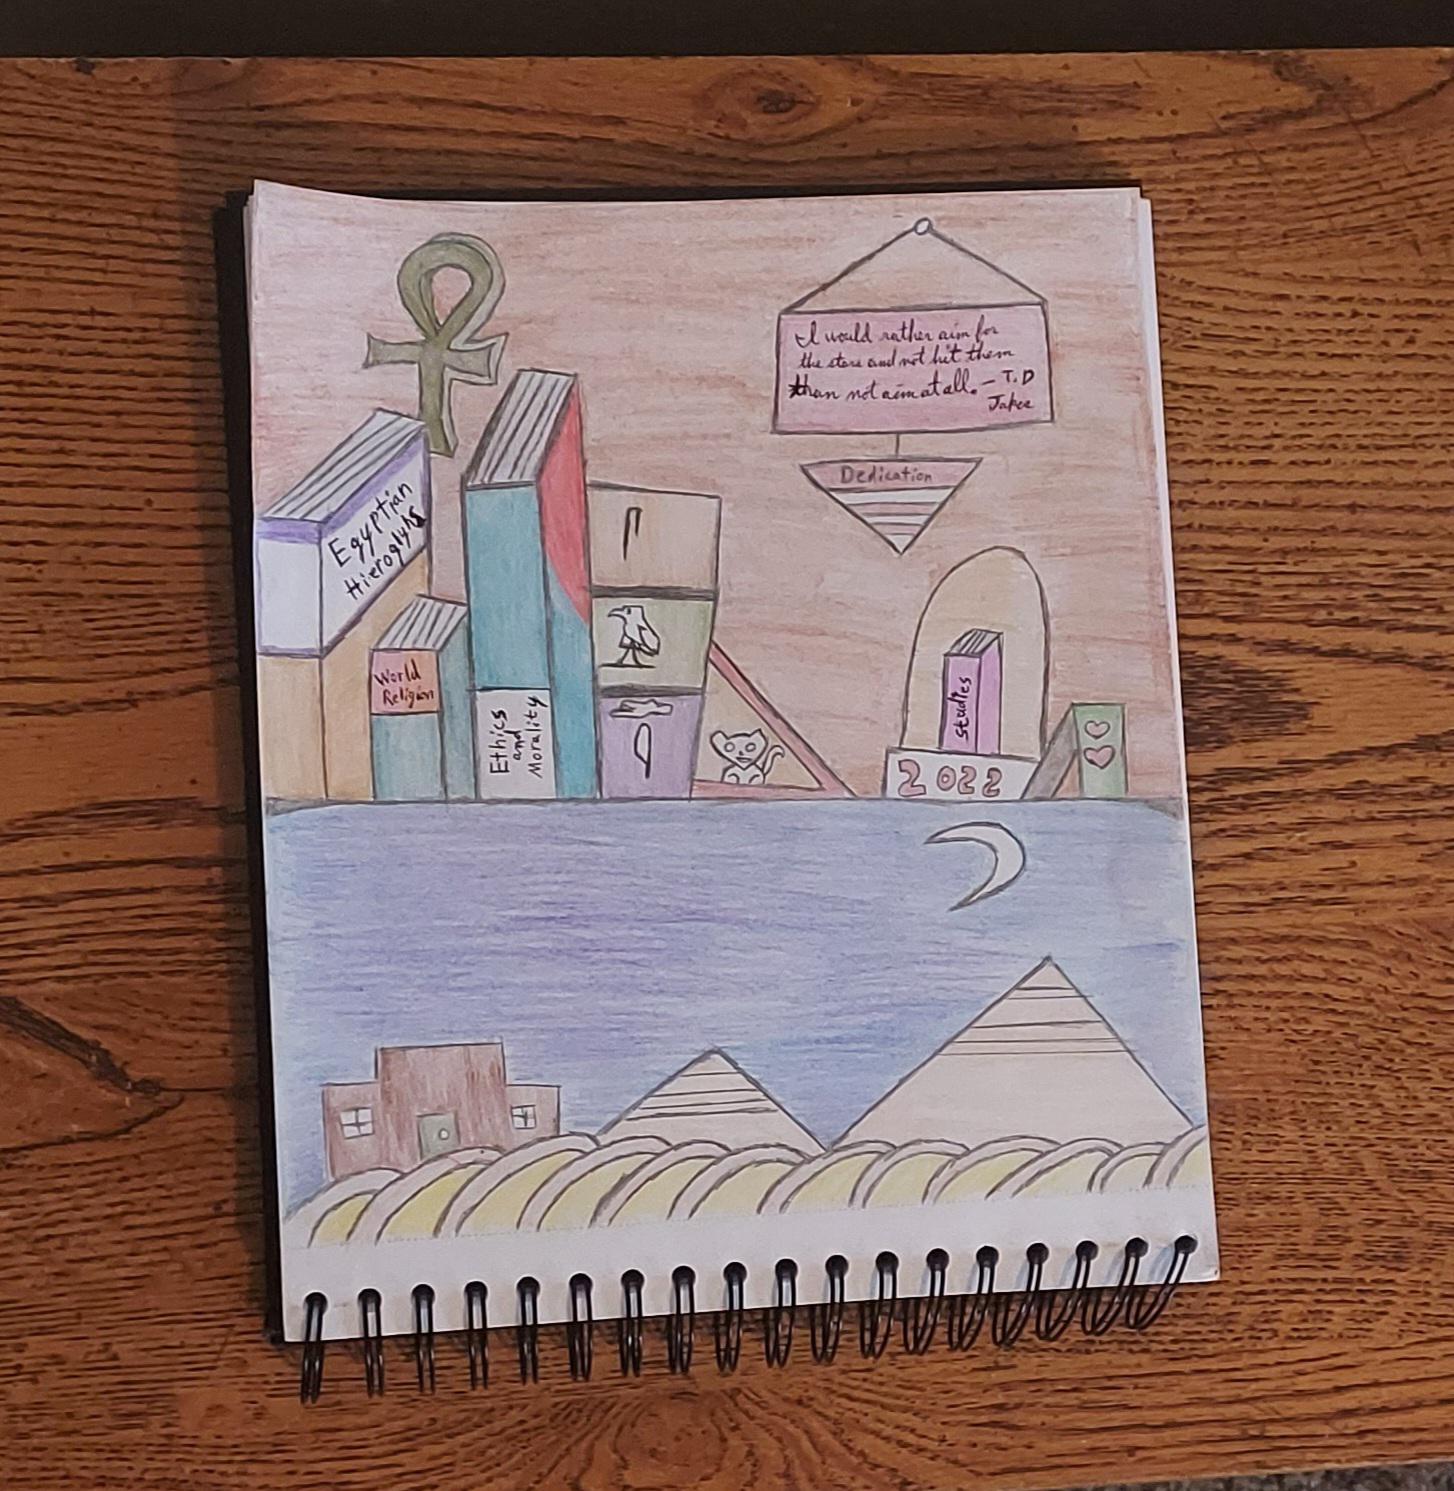 I would rather aim for
the stars and not hit them
than not aim at all. – T.D
Jakes
Dedication
Egyptian
Hieroglyhs
World
Religion
Ethics
and
Morality
Studies
2022